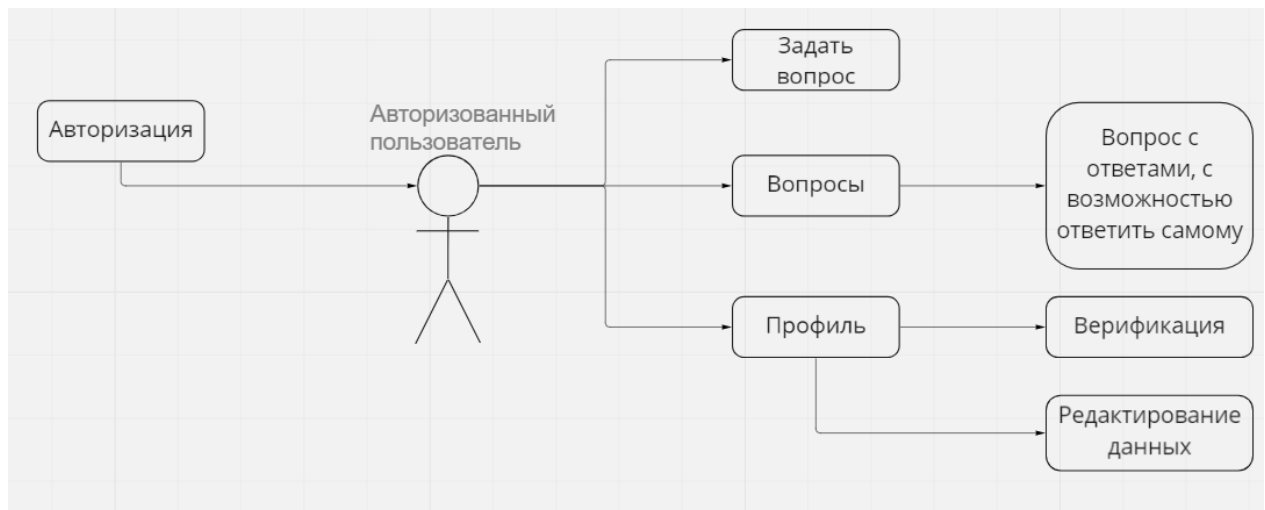 Задать
вопрос
Авторизация
Авторизованный
пользователь
Вопросы
Вопрос с
ответами, с
возможностью
ответить самому
Профиль
Верификация
Редактирование
данных